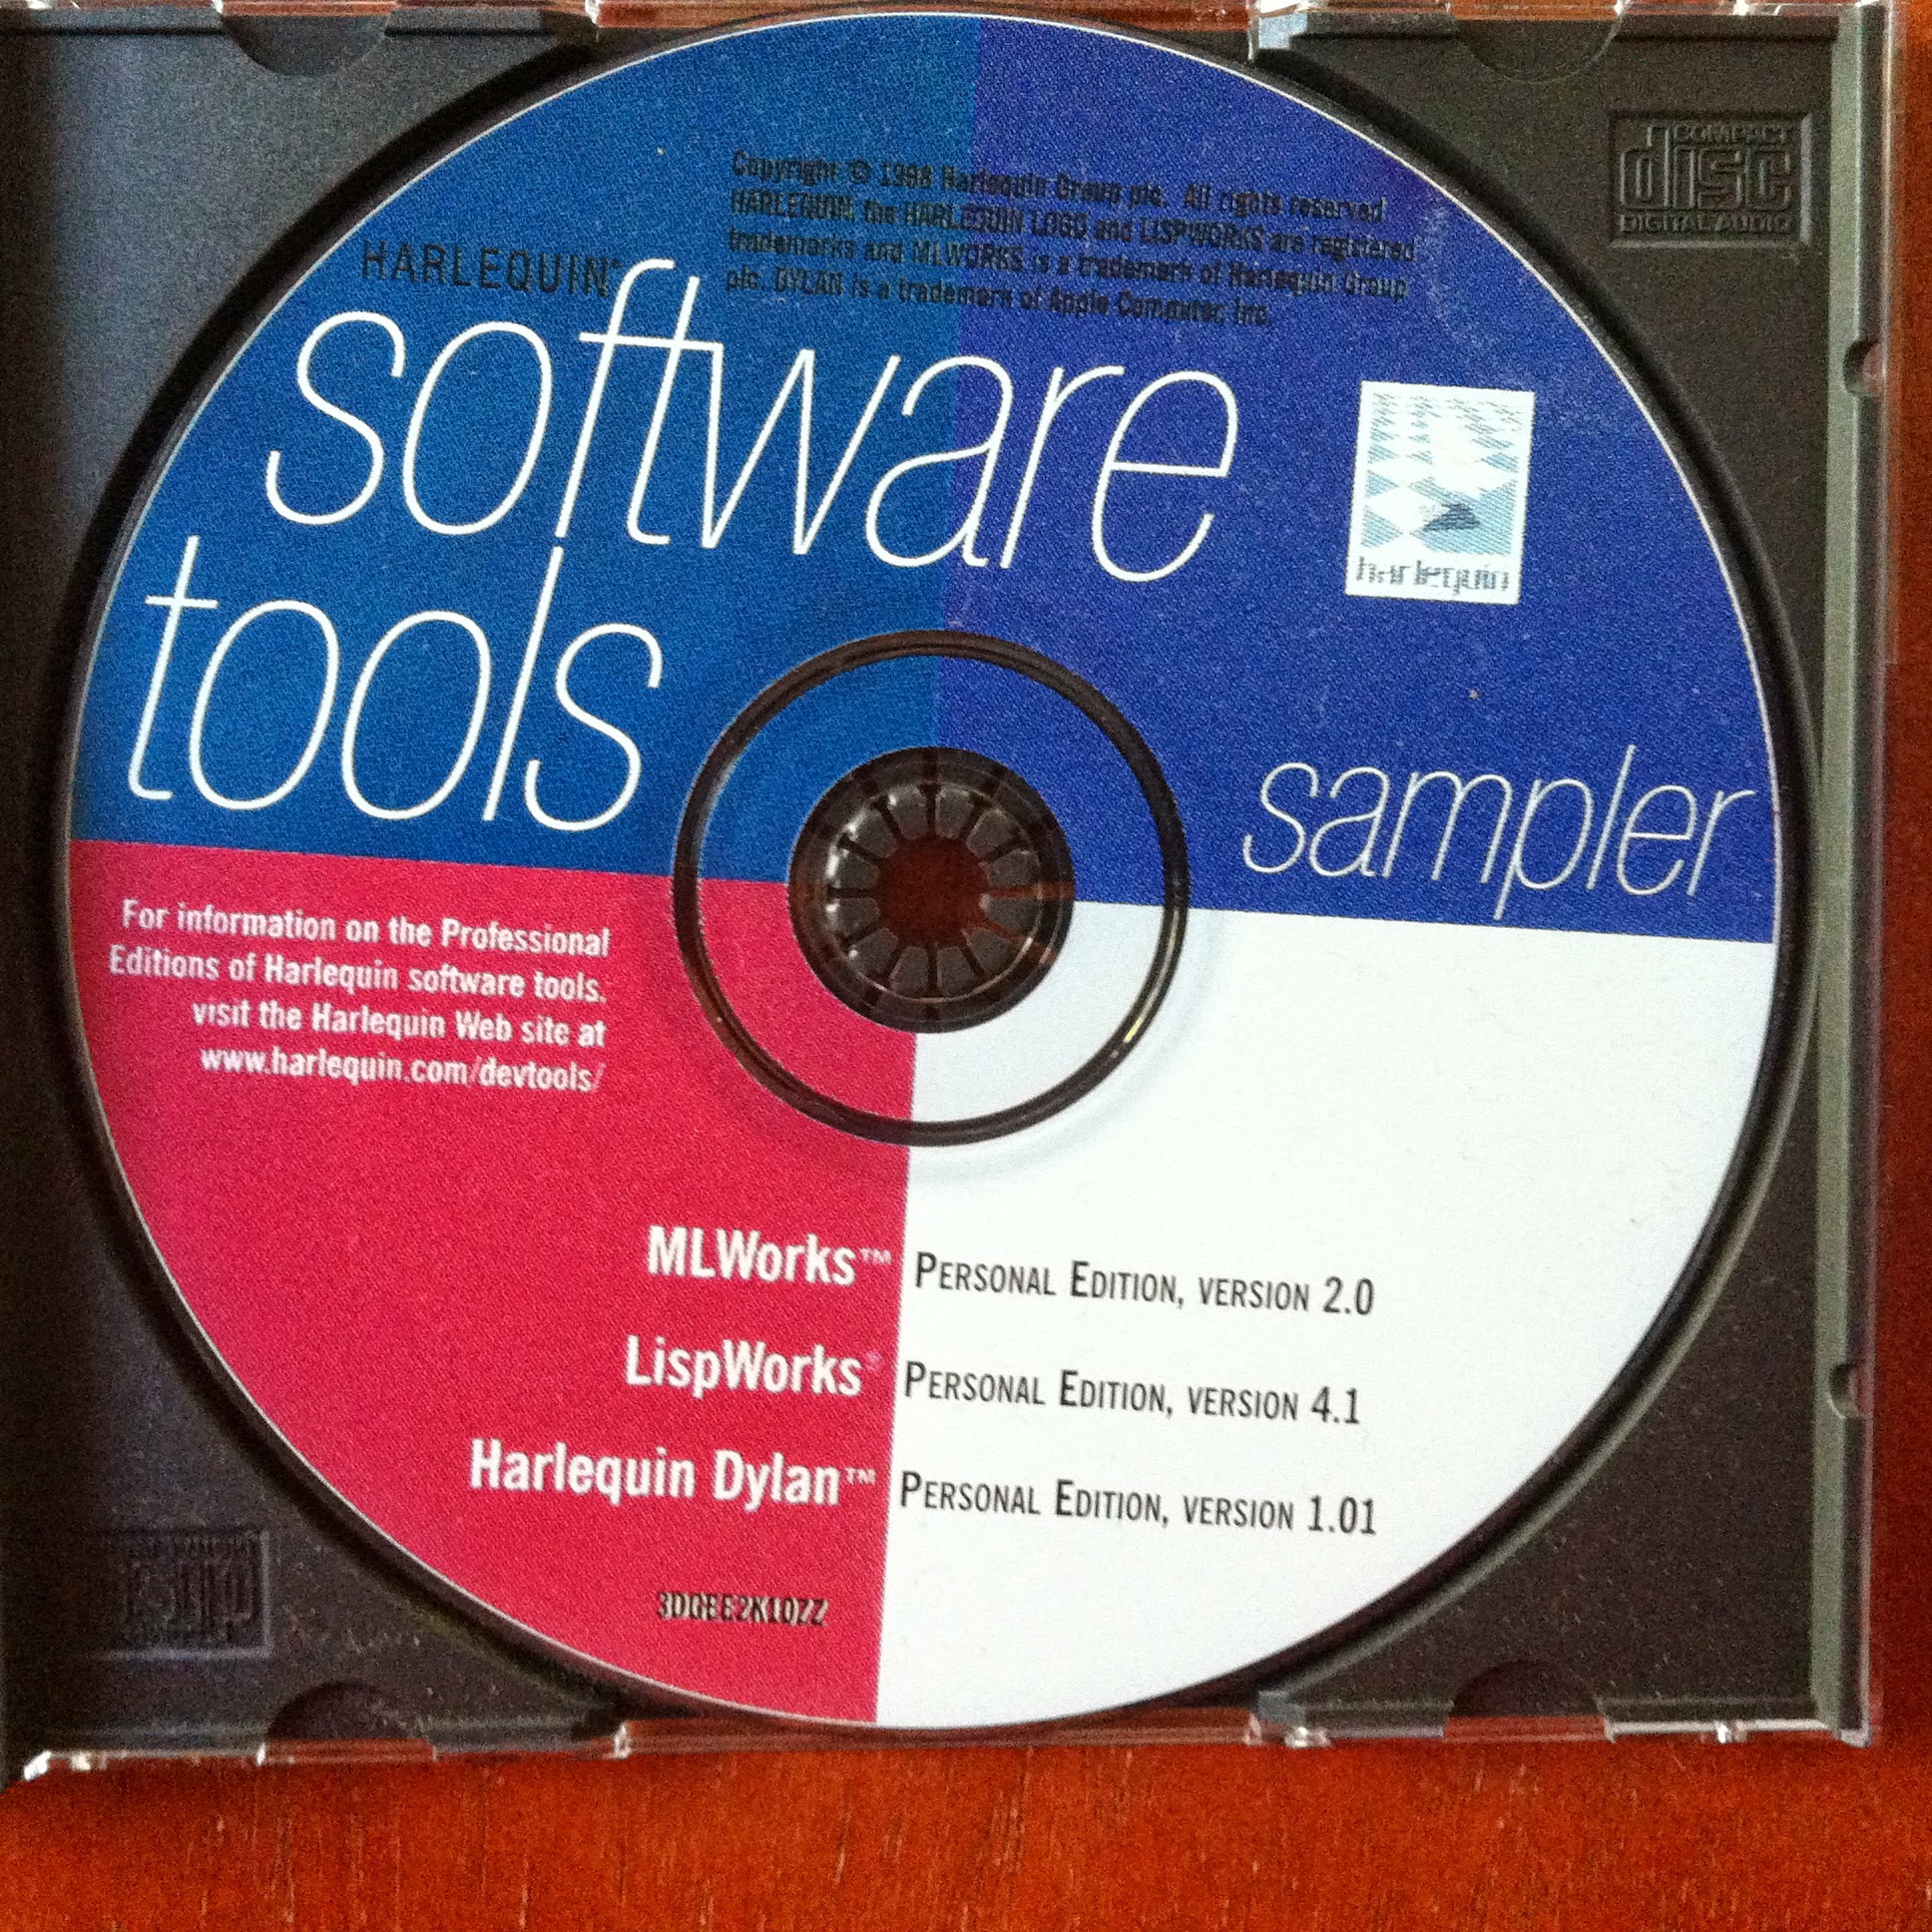 COMPACT
disc
DIGITAL AUDIO
Copyright © 1998 Harlequin Group plc. All rights reserved.
HARLEQUIN, the HARLEQUIN LOGO and LISPWORKS are registered
trademarks and MLWORKS is a trademark of Harlequin Group
plc. DYLAN is a trademark of Apple Computer, Inc.
HARLEQUIN®
software
tools
harlequin
sampler
For information on the Professional
Editions of Harlequin software tools,
visit the Harlequin Web site at
www.harlequin.com/devtools/
MLWorks™ PERSONAL EDITION, VERSION 2.0
LispWorks® PERSONAL EDITION, VERSION 4.1
Harlequin Dylan™ PERSONAL EDITION, VERSION 1.01